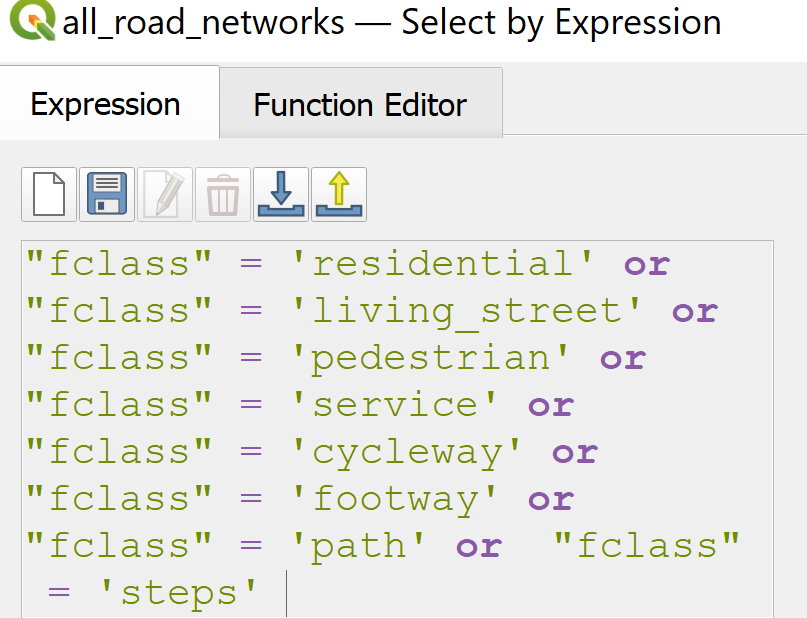 all_road_networks — Select by Expression
Expression Function Editor
"fclass" = 'residential' or
"fclass" = 'living_street' or
"fclass" = 'pedestrian' or
"fclass" = 'service' or
"fclass" = 'cycleway' or
"fclass" = 'footway' or
"fclass" = 'path' or  "fclass"
 = 'steps'